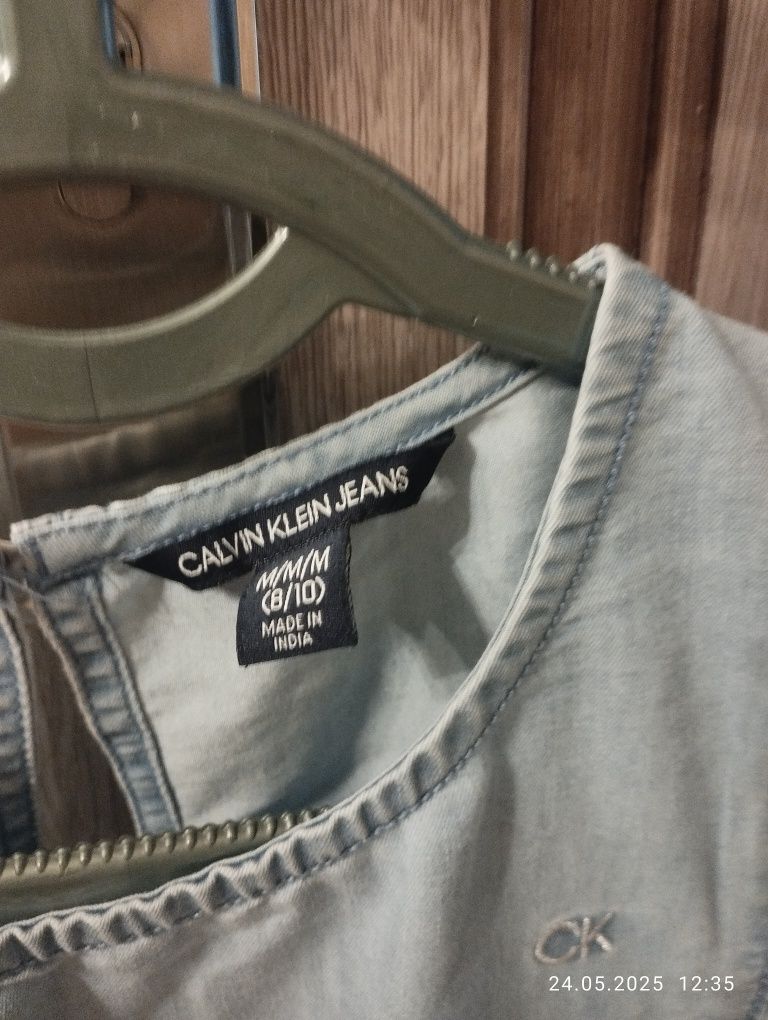 CALVIN KLEIN JEANS
M/M/M
(8/10)
MADE IN
INDIA
CK
24.05.2025 12:35